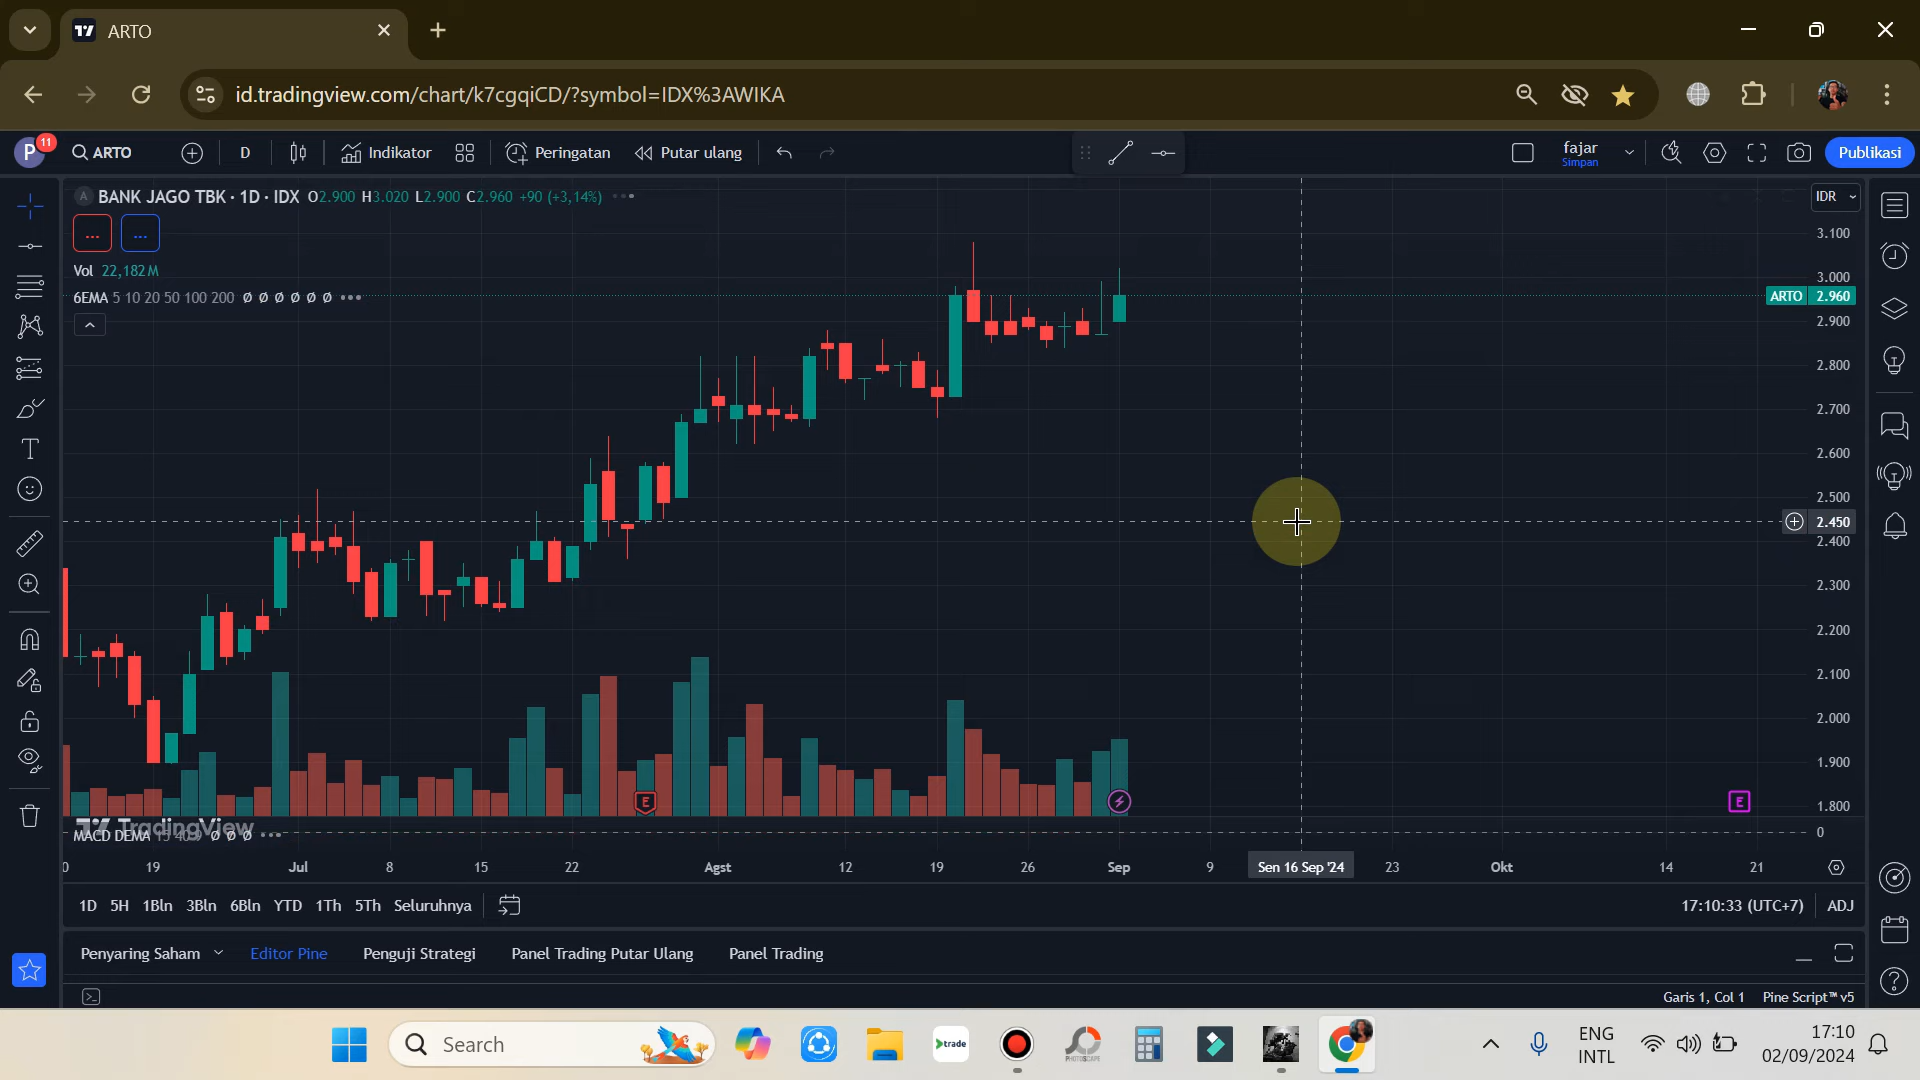 ARTO
id.tradingview.com/chart/k7cgqiCD/?symbol=IDX%3AWIKA
P 11 ARTO D Indikator Peringatan Putar ulang fajar Simpan Publikasi
A BANK JAGO TBK · 1D · IDX O2.900 H3.020 L2.900 C2.960 +90 (+3,14%) IDR
... ...
Vol 22,182M
6EMA 5 10 20 50 100 200 ∅ ∅ ∅ ∅ ∅ ∅
3.100
3.000
ARTO 2.960
2.900
2.800
2.700
2.600
2.500
2.450
2.400
2.300
2.200
2.100
2.000
1.900
1.800
E E
TradingView
MACD DEMA ∅ ∅ ∅ 0
19 Jul 8 15 22 Agst 12 19 26 Sep 9 Sen 16 Sep '24 23 Okt 14 21
1D 5H 1Bln 3Bln 6Bln YTD 1Th 5Th Seluruhnya 17:10:33 (UTC+7) ADJ
Penyaring Saham Editor Pine Penguji Strategi Panel Trading Putar Ulang Panel Trading
Garis 1, Col 1 Pine Script™ v5
Search trade PHOTOSCAPE ENG 17:10
INTL 02/09/2024